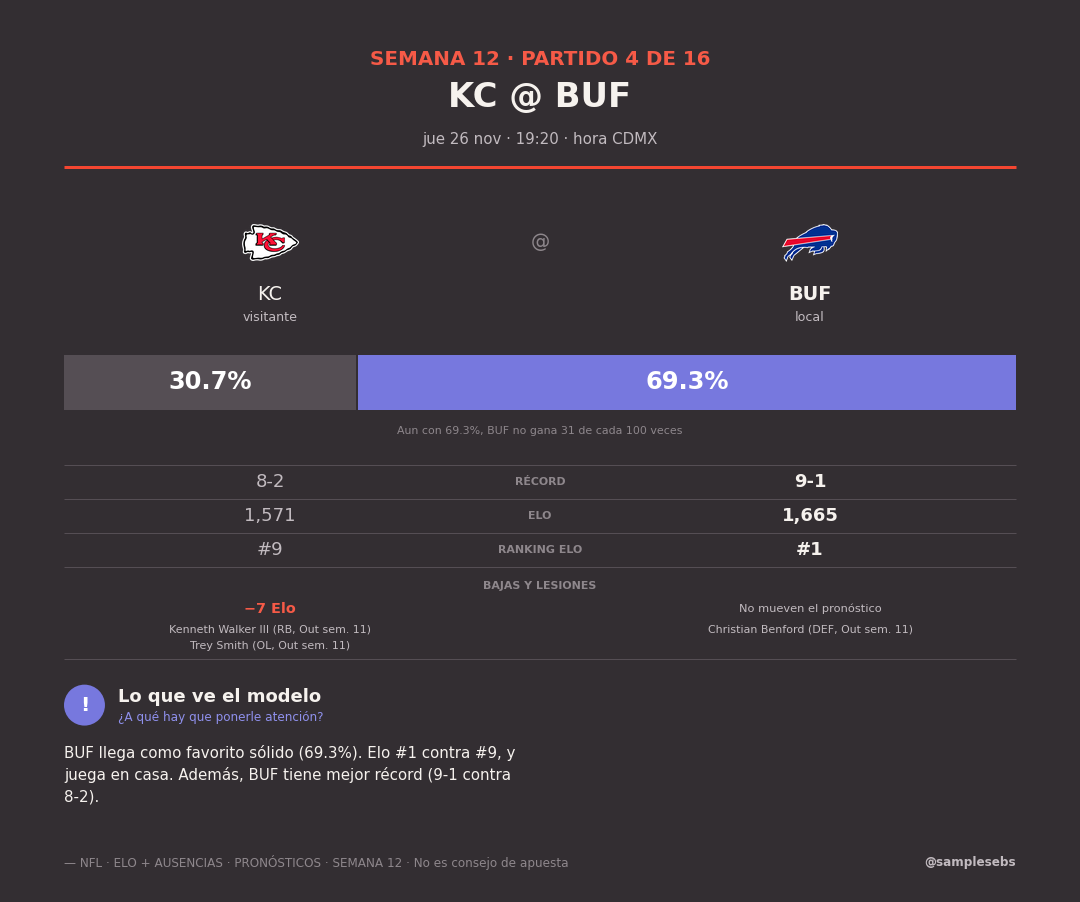 SEMANA 12 · PARTIDO 4 DE 16
KC @ BUF
jue 26 nov · 19:20 · hora CDMX
KC
@
KC
BUF
visitante
local
30.7%
69.3%
Aun con 69.3%, BUF no gana 31 de cada 100 veces
8-2
RÉCORD
9-1
1,571
ELO
1,665
#9
RANKING ELO
#1
BAJAS Y LESIONES
−7 Elo
No mueven el pronóstico
Kenneth Walker III (RB, Out sem. 11)
Christian Benford (DEF, Out sem. 11)
Trey Smith (OL, Out sem. 11)
!
Lo que ve el modelo
¿A qué hay que ponerle atención?
BUF llega como favorito sólido (69.3%). Elo #1 contra #9, y
juega en casa. Además, BUF tiene mejor récord (9-1 contra
8-2).
— NFL · ELO + AUSENCIAS · PRONÓSTICOS · SEMANA 12 · No es consejo de apuesta
@samplesebs